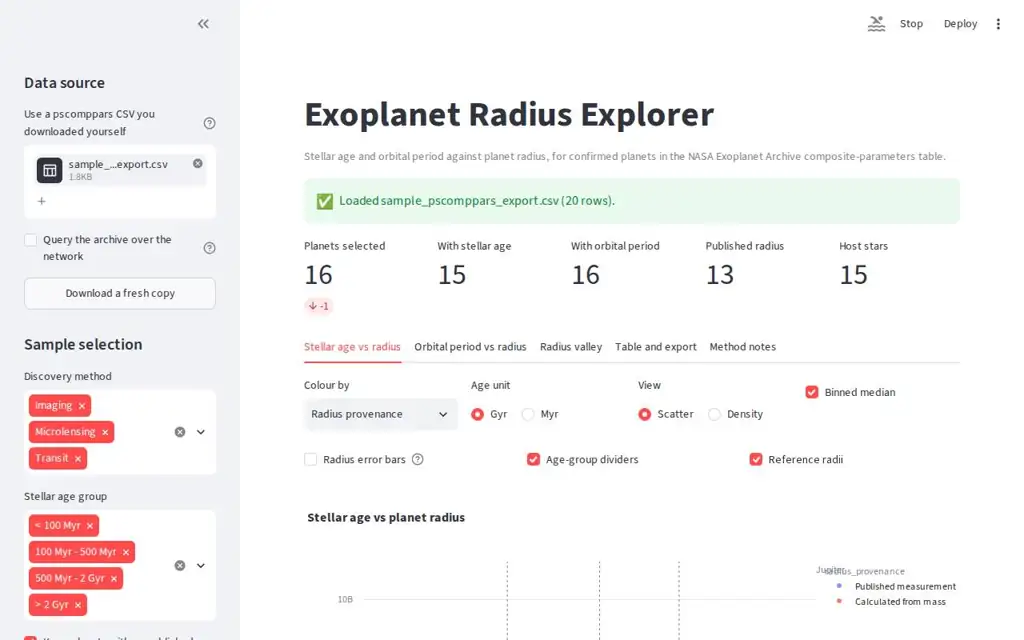 Stop
Deploy
Data source
Use a pscomppars CSV you
downloaded yourself
sample_...export.csv
1.8KB
Query the archive over the
network
Download a fresh copy
Sample selection
Discovery method
Imaging
Microlensing
Transit
Stellar age group
< 100 Myr
100 Myr - 500 Myr
500 Myr - 2 Gyr
> 2 Gyr
Exoplanet Radius Explorer
Stellar age and orbital period against planet radius, for confirmed planets in the NASA Exoplanet Archive composite-parameters table.
Loaded sample_pscomppars_export.csv (20 rows).
Planets selected
16
-1
With stellar age
15
With orbital period
16
Published radius
13
Host stars
15
Stellar age vs radius
Orbital period vs radius
Radius valley
Table and export
Method notes
Colour by
Radius provenance
Age unit
Gyr
Myr
View
Scatter
Density
Binned median
Radius error bars
Age-group dividers
Reference radii
Stellar age vs planet radius
10B
Jupiter
radius_provenance
Published measurement
Calculated from mass